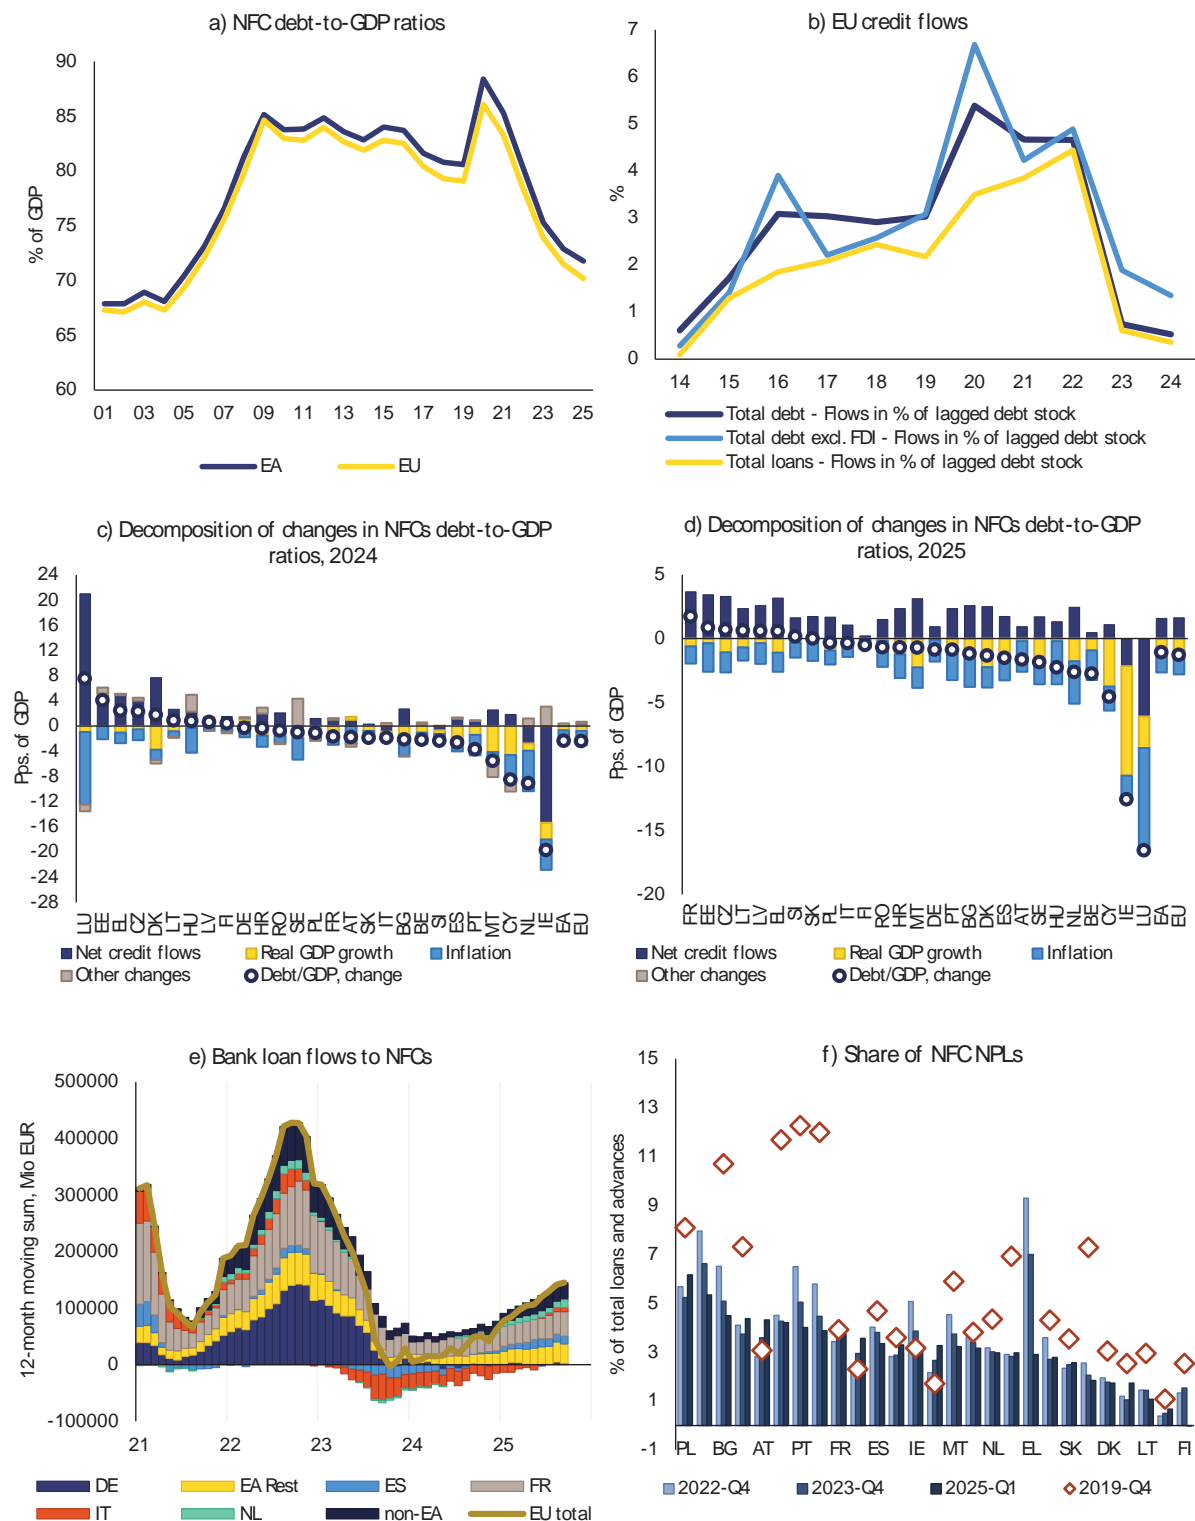 a) NFC debt-to-GDP ratios
90
85
80
75
70
65
60
% of GDP
01 03 05 07 09 11 13 15 17 19 21 23 25
EA EU
b) EU credit flows
7
6
5
4
3
2
1
0
%
14 15 16 17 18 19 20 21 22 23 24
Total debt - Flows in % of lagged debt stock
Total debt excl. FDI - Flows in % of lagged debt stock
Total loans - Flows in % of lagged debt stock
c) Decomposition of changes in NFCs debt-to-GDP
ratios, 2024
24
20
16
12
8
4
0
-4
-8
-12
-16
-20
-24
-28
Pps. of GDP
LU EE EL CZ DK LT HU LV FI DE HR RO SE PL FR AT SK IT BG BE SI ES PT MT CY NL IE EA EU
Net credit flows Real GDP growth Inflation
Other changes Debt/GDP, change
d) Decomposition of changes in NFCs debt-to-GDP
ratios, 2025
5
0
-5
-10
-15
-20
Pps. of GDP
FR EE CZ LT LV EL SI SK PL IT FI RO HR MT DE PT BG DK ES AT SE HU NL BE CY IE LU EA EU
Net credit flows Real GDP growth Inflation
Other changes Debt/GDP, change
e) Bank loan flows to NFCs
500000
400000
300000
200000
100000
0
-100000
12-month moving sum, Mio EUR
21 22 23 24 25
DE EA Rest ES FR
IT NL non-EA EU total
f) Share of NFC NPLs
15
13
11
9
7
5
3
1
-1
% of total loans and advances
PL BG AT PT FR ES IE MT NL EL SK DK LT FI
2022-Q4 2023-Q4 2025-Q1 2019-Q4